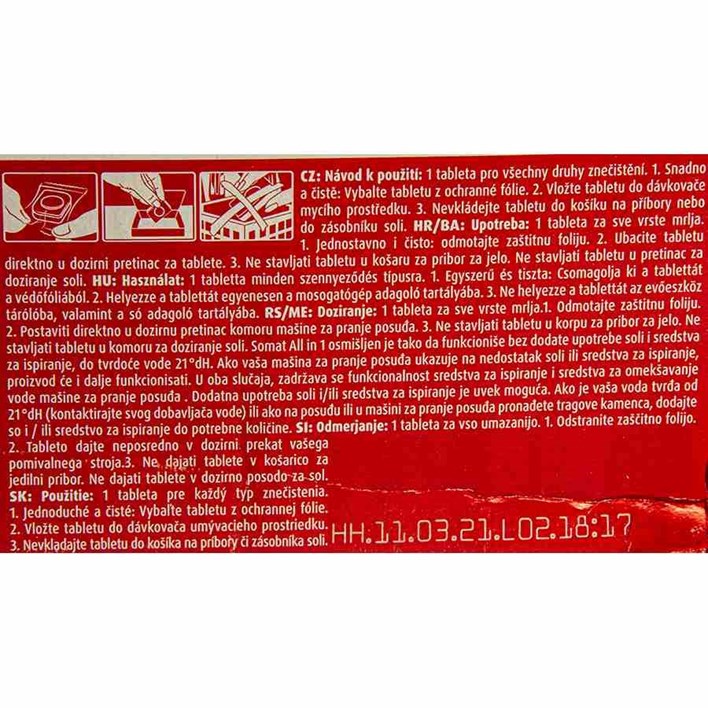 CZ: Návod k použití: 1 tableta pro všechny druhy znečištění. 1. Snadno
a čistě: Vybalte tabletu z ochranné fólie. 2. Vložte tabletu do dávkovače
mycího prostředku. 3. Nevkládejte tabletu do košíku na příbory nebo
do zásobníku soli. HR/BA: Upotreba: 1 tableta za sve vrste mrlja.
1. Jednostavno i čisto: odmotajte zaštitnu foliju. 2. Ubacite tabletu
direktno u dozirni pretinac za tablete. 3. Ne stavljati tabletu u košaru za pribor za jelo. Ne stavljati tabletu u pretinac za
doziranje soli. HU: Használat: 1 tabletta minden szennyeződés típusra. 1. Egyszerű és tiszta: Csomagolja ki a tablettát
a védőfóliából. 2. Helyezze a tablettát egyenesen a mosogatógép adagoló tartályába. 3. Ne helyezze a tablettát az evőeszköz
tárólóba, valamint a só adagoló tartályába. RS/ME: Doziranje: 1 tableta za sve vrste mrlja.1. Odmotajte zaštitnu foliju.
2. Postaviti direktno u dozirnu pretinac komoru mašine za pranje posuđa. 3. Ne stavljati tabletu u korpu za pribor za jelo. Ne
stavljati tabletu u komoru za doziranje soli. Somat All in 1 osmišljen je tako da funkcioniše bez dodate upotrebe soli i sredstva
za ispiranje, do tvrdoće vode 21°dH. Ako vaša mašina za pranje posuđa ukazuje na nedostatak soli ili sredstva za ispiranje,
proizvod će i dalje funkcionisati. U oba slučaja, zadržava se funkcionalnost sredstva za ispiranje i sredstva za omekšavanje
vode mašine za pranje posuđa . Dodatna upotreba soli i/ili sredstva za ispiranje je uvek moguća. Ako je vaša voda tvrđa od
21°dH (kontaktirajte svog dobavljača vode) ili ako na posuđu ili u mašini za pranje posuđa pronađete tragove kamenca, dodajte
so i / ili sredstvo za ispiranje do potrebne količine. SI: Odmerjanje: 1 tableta za vso umazanijo. 1. Odstranite zaščitno folijo.
2. Tableto dajte neposredno v dozirni prekat vašega
pomivalnega stroja.3. Ne dajati tablete v košarico za
jedilni pribor. Ne dajati tablete v dozirno posodo za sol.
SK: Použitie: 1 tableta pre každý typ znečistenia.
1. Jednoduché a čisté: Vybaľte tabletu z ochrannej fólie.
2. Vložte tabletu do dávkovača umývacieho prostriedku.
3. Nevkladajte tabletu do košíka na príbory či zásobníka soli.
HH.11.03.21.L02.18:17